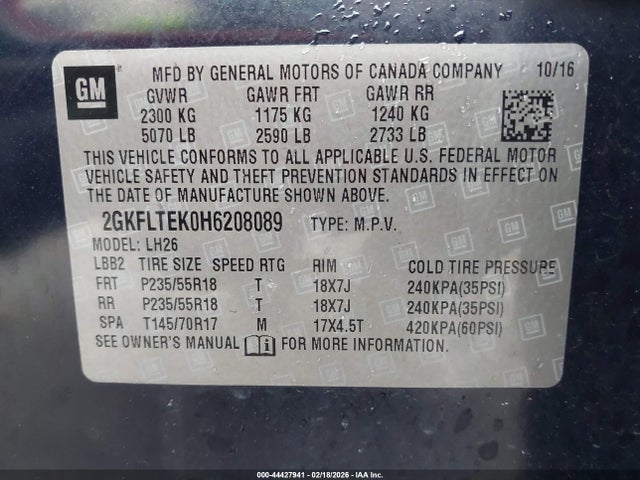 GM
MFD BY GENERAL MOTORS OF CANADA COMPANY 10/16
GVWR GAWR FRT GAWR RR
2300 KG 1175 KG 1240 KG
5070 LB 2590 LB 2733 LB
THIS VEHICLE CONFORMS TO ALL APPLICABLE U.S. FEDERAL MOTOR
VEHICLE SAFETY AND THEFT PREVENTION STANDARDS IN EFFECT ON
THE DATE OF MANUFACTURE SHOWN ABOVE.
2GKFLTEK0H6208089 TYPE: M.P.V.
MODEL: LH26
LBB2 TIRE SIZE SPEED RTG RIM COLD TIRE PRESSURE
FRT P235/55R18 T 18X7J 240KPA(35PSI)
RR P235/55R18 T 18X7J 240KPA(35PSI)
SPA T145/70R17 M 17X4.5T 420KPA(60PSI)
SEE OWNER'S MANUAL FOR MORE INFORMATION.
000-44427941 - 02/18/2026 - IAA Inc.